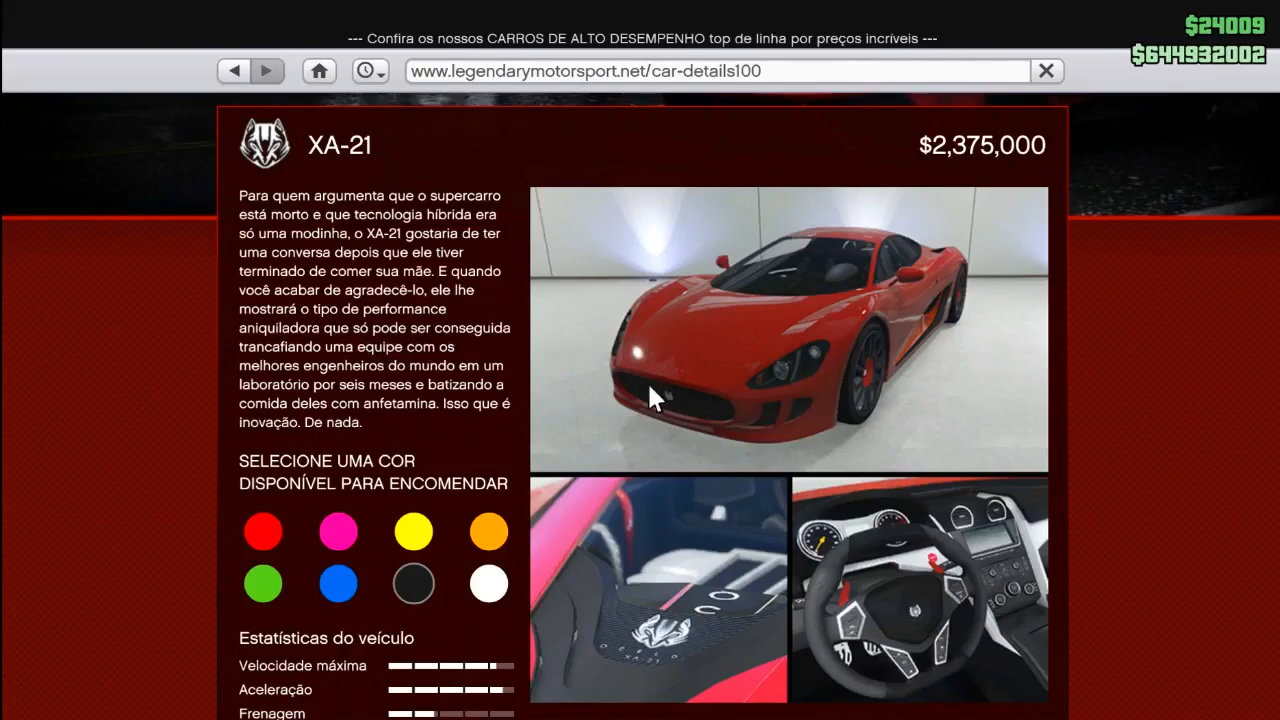 $24009
--- Confira os nossos CARROS DE ALTO DESEMPENHO top de linha por preços incríveis ---
$644932002
www.legendarymotorsport.net/car-details100
XA-21
$2,375,000
Para quem argumenta que o supercarro
está morto e que tecnologia híbrida era
só uma modinha, o XA-21 gostaria de ter
uma conversa depois que ele tiver
terminado de comer sua mãe. E quando
você acabar de agradecê-lo, ele lhe
mostrará o tipo de performance
aniquiladora que só pode ser conseguida
trancafiando uma equipe com os
melhores engenheiros do mundo em um
laboratório por seis meses e batizando a
comida deles com anfetamina. Isso que é
inovação. De nada.
SELECIONE UMA COR
DISPONÍVEL PARA ENCOMENDAR
Estatísticas do veículo
Velocidade máxima
Aceleração
Frenagem
XA-21